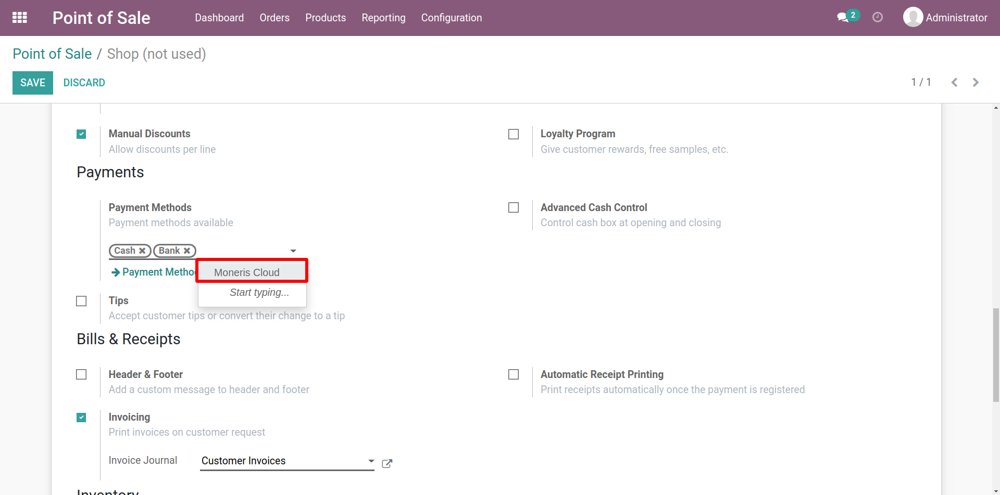 Point of Sale Dashboard Orders Products Reporting Configuration 2 Administrator
Point of Sale / Shop (not used)
SAVE DISCARD 1 / 1
Manual Discounts
Allow discounts per line
Loyalty Program
Give customer rewards, free samples, etc.
Payments
Payment Methods
Payment methods available
Advanced Cash Control
Control cash box at opening and closing
Cash Bank
Payment Metho
Moneris Cloud
Start typing...
Tips
Accept customer tips or convert their change to a tip
Bills & Receipts
Header & Footer
Add a custom message to header and footer
Automatic Receipt Printing
Print receipts automatically once the payment is registered
Invoicing
Print invoices on customer request
Invoice Journal Customer Invoices
Inventory